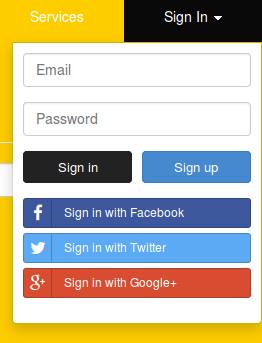 Services Sign In
Email
Password
Sign in Sign up
Sign in with Facebook
Sign in with Twitter
Sign in with Google+